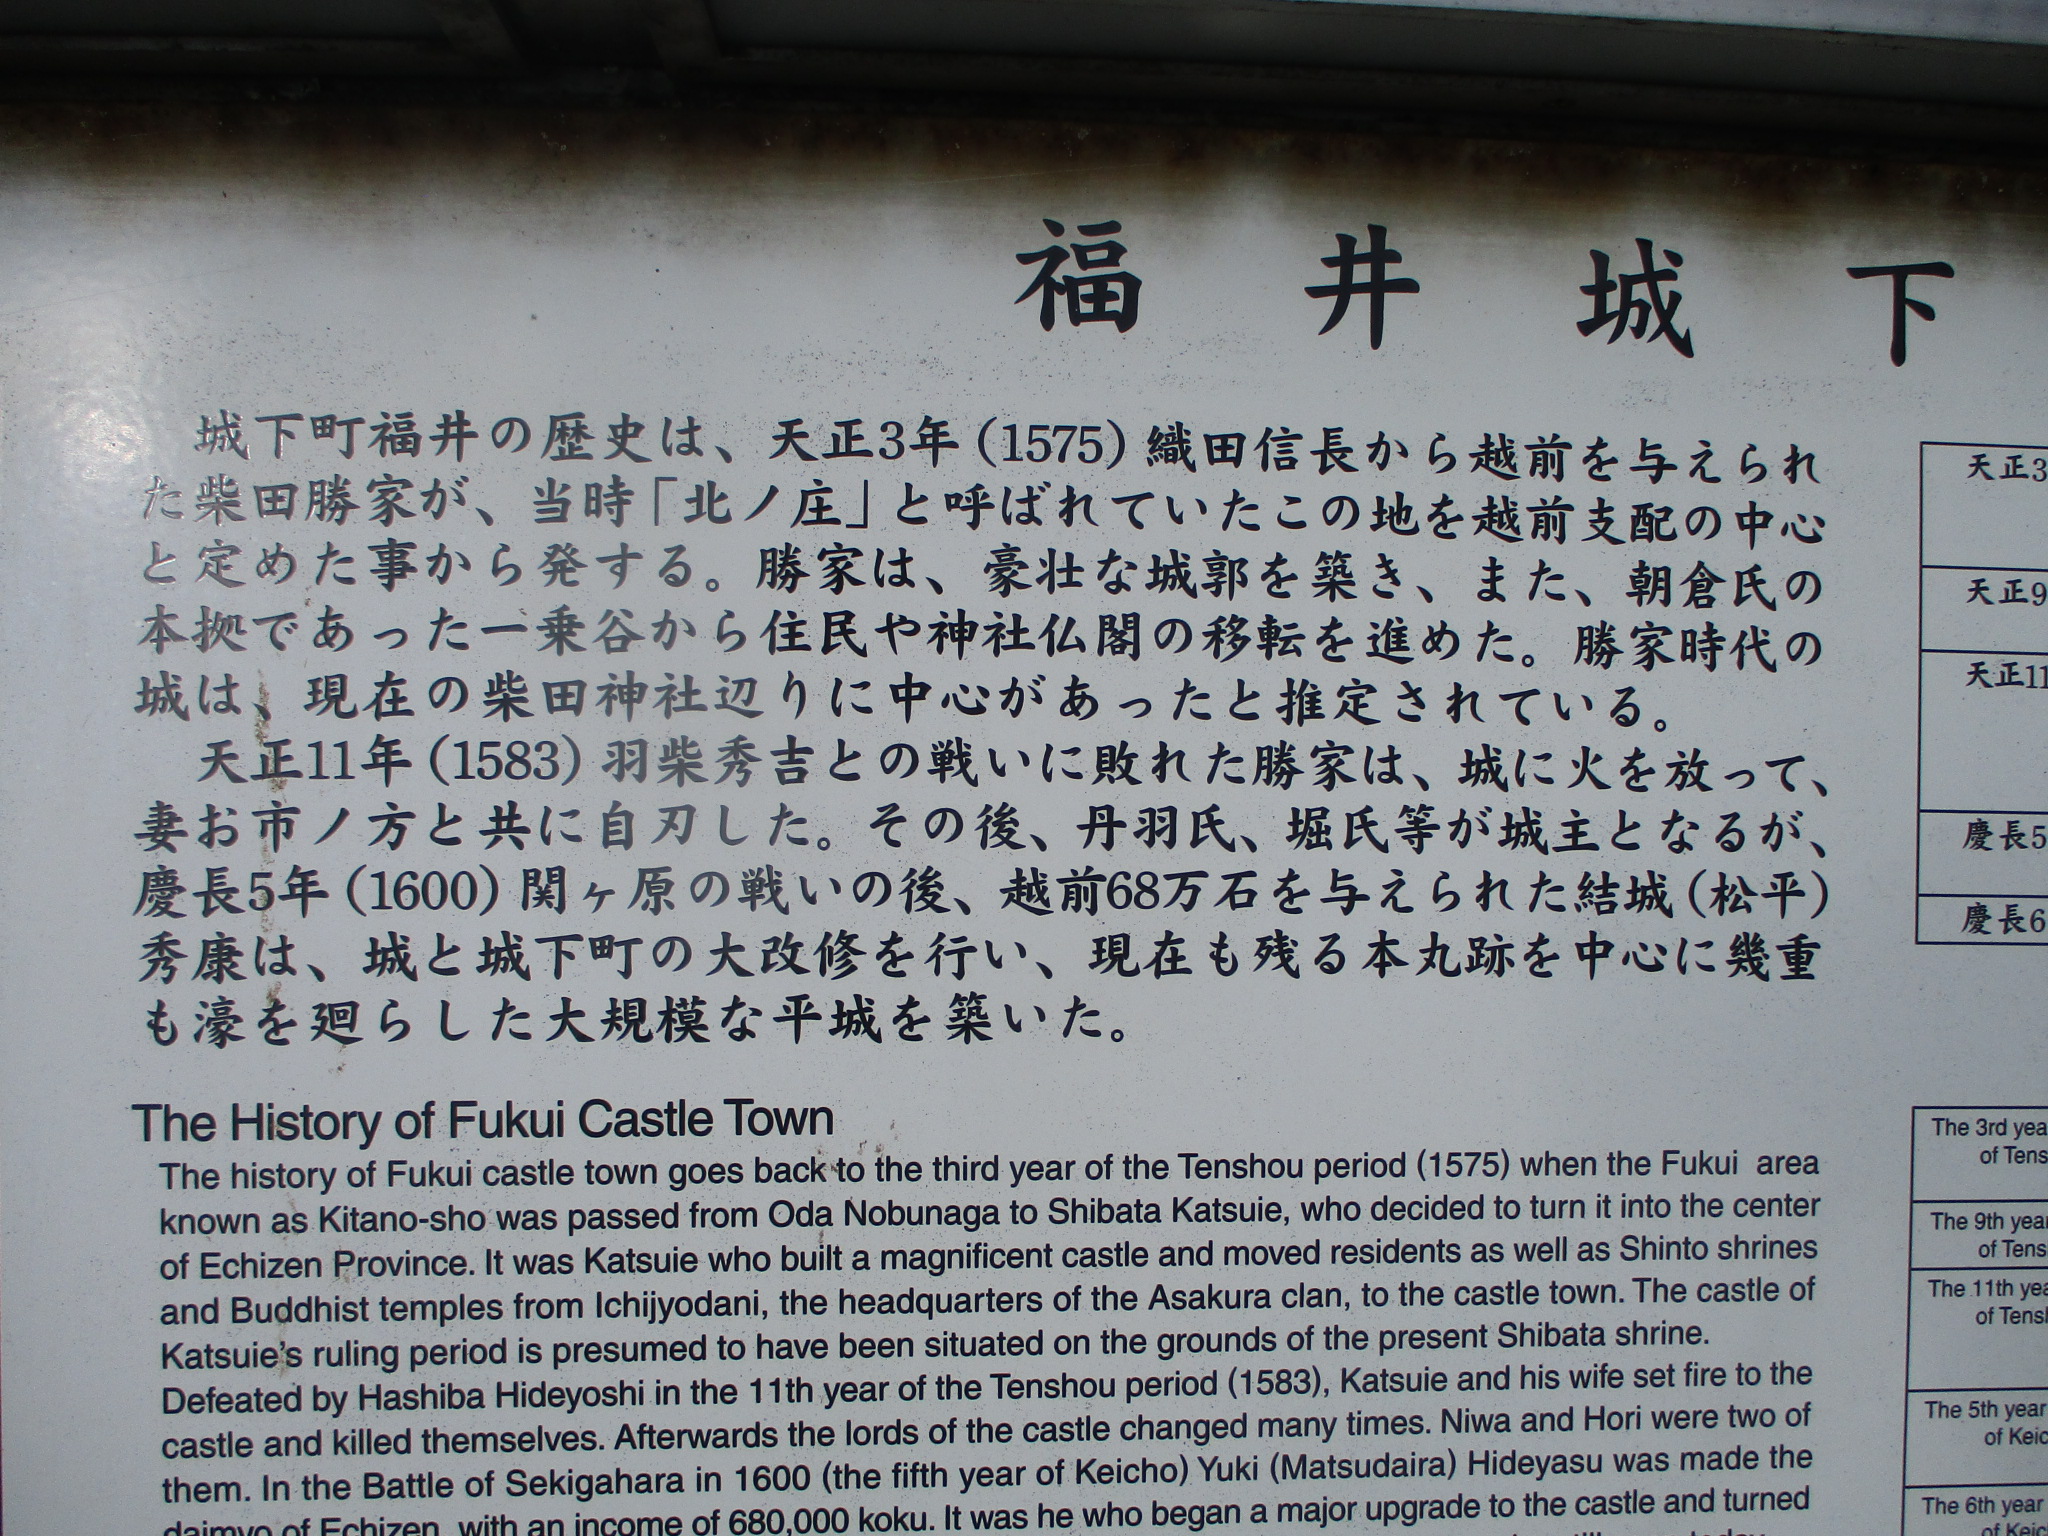 福井城下
城下町福井の歴史は、天正3年(1575)織田信長から越前を与えられ
た柴田勝家が、当時「北ノ庄」と呼ばれていたこの地を越前支配の中心
と定めた事から発する。勝家は、豪壮な城郭を築き、また、朝倉氏の
本拠であった一乗谷から住民や神社仏閣の移転を進めた。勝家時代の
城は、現在の柴田神社辺りに中心があったと推定されている。
天正11年(1583)羽柴秀吉との戦いに敗れた勝家は、城に火を放って、
妻お市ノ方と共に自刃した。その後、丹羽氏、堀氏等が城主となるが、
慶長5年(1600)関ヶ原の戦いの後、越前68万石を与えられた結城(松平)
秀康は、城と城下町の大改修を行い、現在も残る本丸跡を中心に幾重
も濠を廻らした大規模な平城を築いた。
天正3
天正9
天正11
慶長5
慶長6
The History of Fukui Castle Town
The history of Fukui castle town goes back to the third year of the Tenshou period (1575) when the Fukui area
known as Kitano-sho was passed from Oda Nobunaga to Shibata Katsuie, who decided to turn it into the center
of Echizen Province. It was Katsuie who built a magnificent castle and moved residents as well as Shinto shrines
and Buddhist temples from Ichijyodani, the headquarters of the Asakura clan, to the castle town. The castle of
Katsuie's ruling period is presumed to have been situated on the grounds of the present Shibata shrine.
Defeated by Hashiba Hideyoshi in the 11th year of the Tenshou period (1583), Katsuie and his wife set fire to the
castle and killed themselves. Afterwards the lords of the castle changed many times. Niwa and Hori were two of
them. In the Battle of Sekigahara in 1600 (the fifth year of Keicho) Yuki (Matsudaira) Hideyasu was made the
daimyo of Echizen, with an income of 680,000 koku. It was he who began a major upgrade to the castle and turned
The 3rd yea
of Tens
The 9th year
of Tens
The 11th yea
of Tensl
The 5th year
of Keic
The 6th year
of Keic